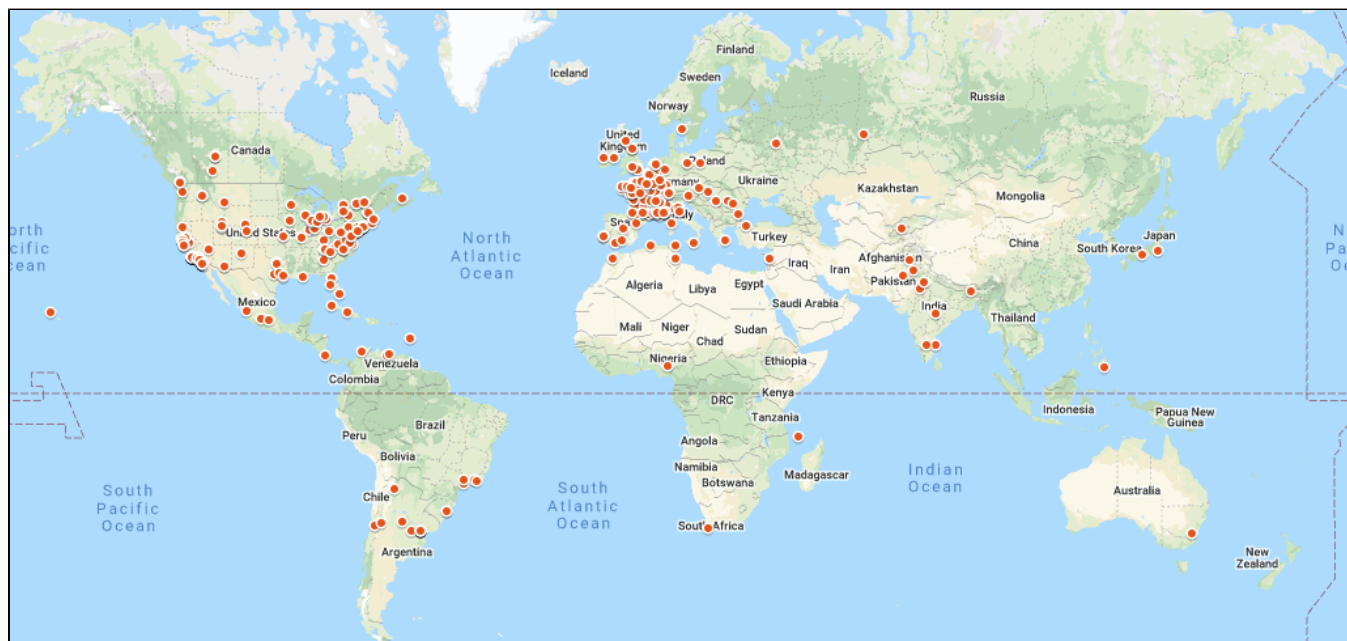 Iceland
Finland
Sweden
Norway
Russia
Canada
United
Kingdom
Poland
Ukraine
Kazakhstan
Mongolia
United States
Turkey
China
South Korea
Japan
North
Atlantic
Ocean
Iraq
Iran
Afghanistan
Pakistan
Algeria
Libya
Egypt
Saudi Arabia
India
Thailand
Mexico
Mali
Niger
Chad
Sudan
Nigeria
Ethiopia
Venezuela
Colombia
DRC
Kenya
Tanzania
Indonesia
Papua New
Guinea
Peru
Brazil
Bolivia
Angola
Namibia
Botswana
Madagascar
Indian
Ocean
South
Pacific
Ocean
Chile
South
Atlantic
Ocean
South Africa
Australia
Argentina
New
Zealand